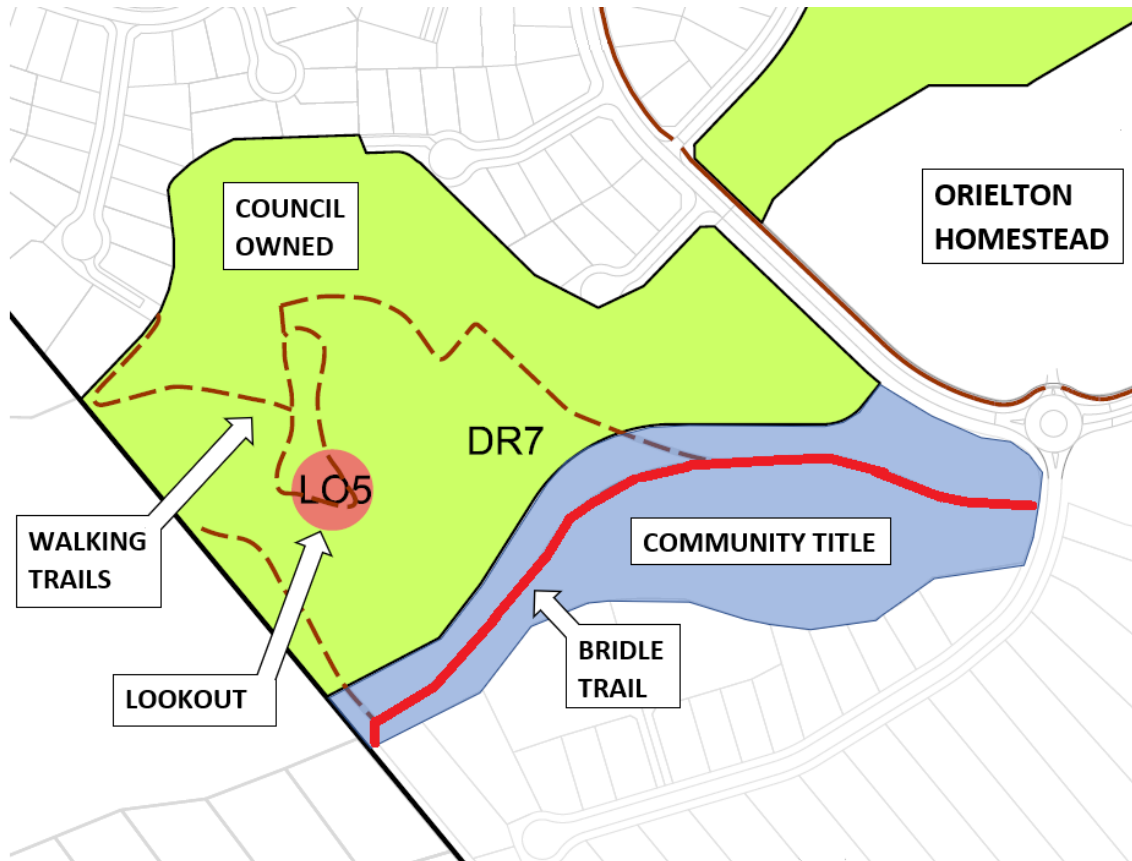 COUNCIL
OWNED
ORIELTON
HOMESTEAD
DR7
LO5
WALKING
TRAILS
COMMUNITY TITLE
BRIDLE
TRAIL
LOOKOUT